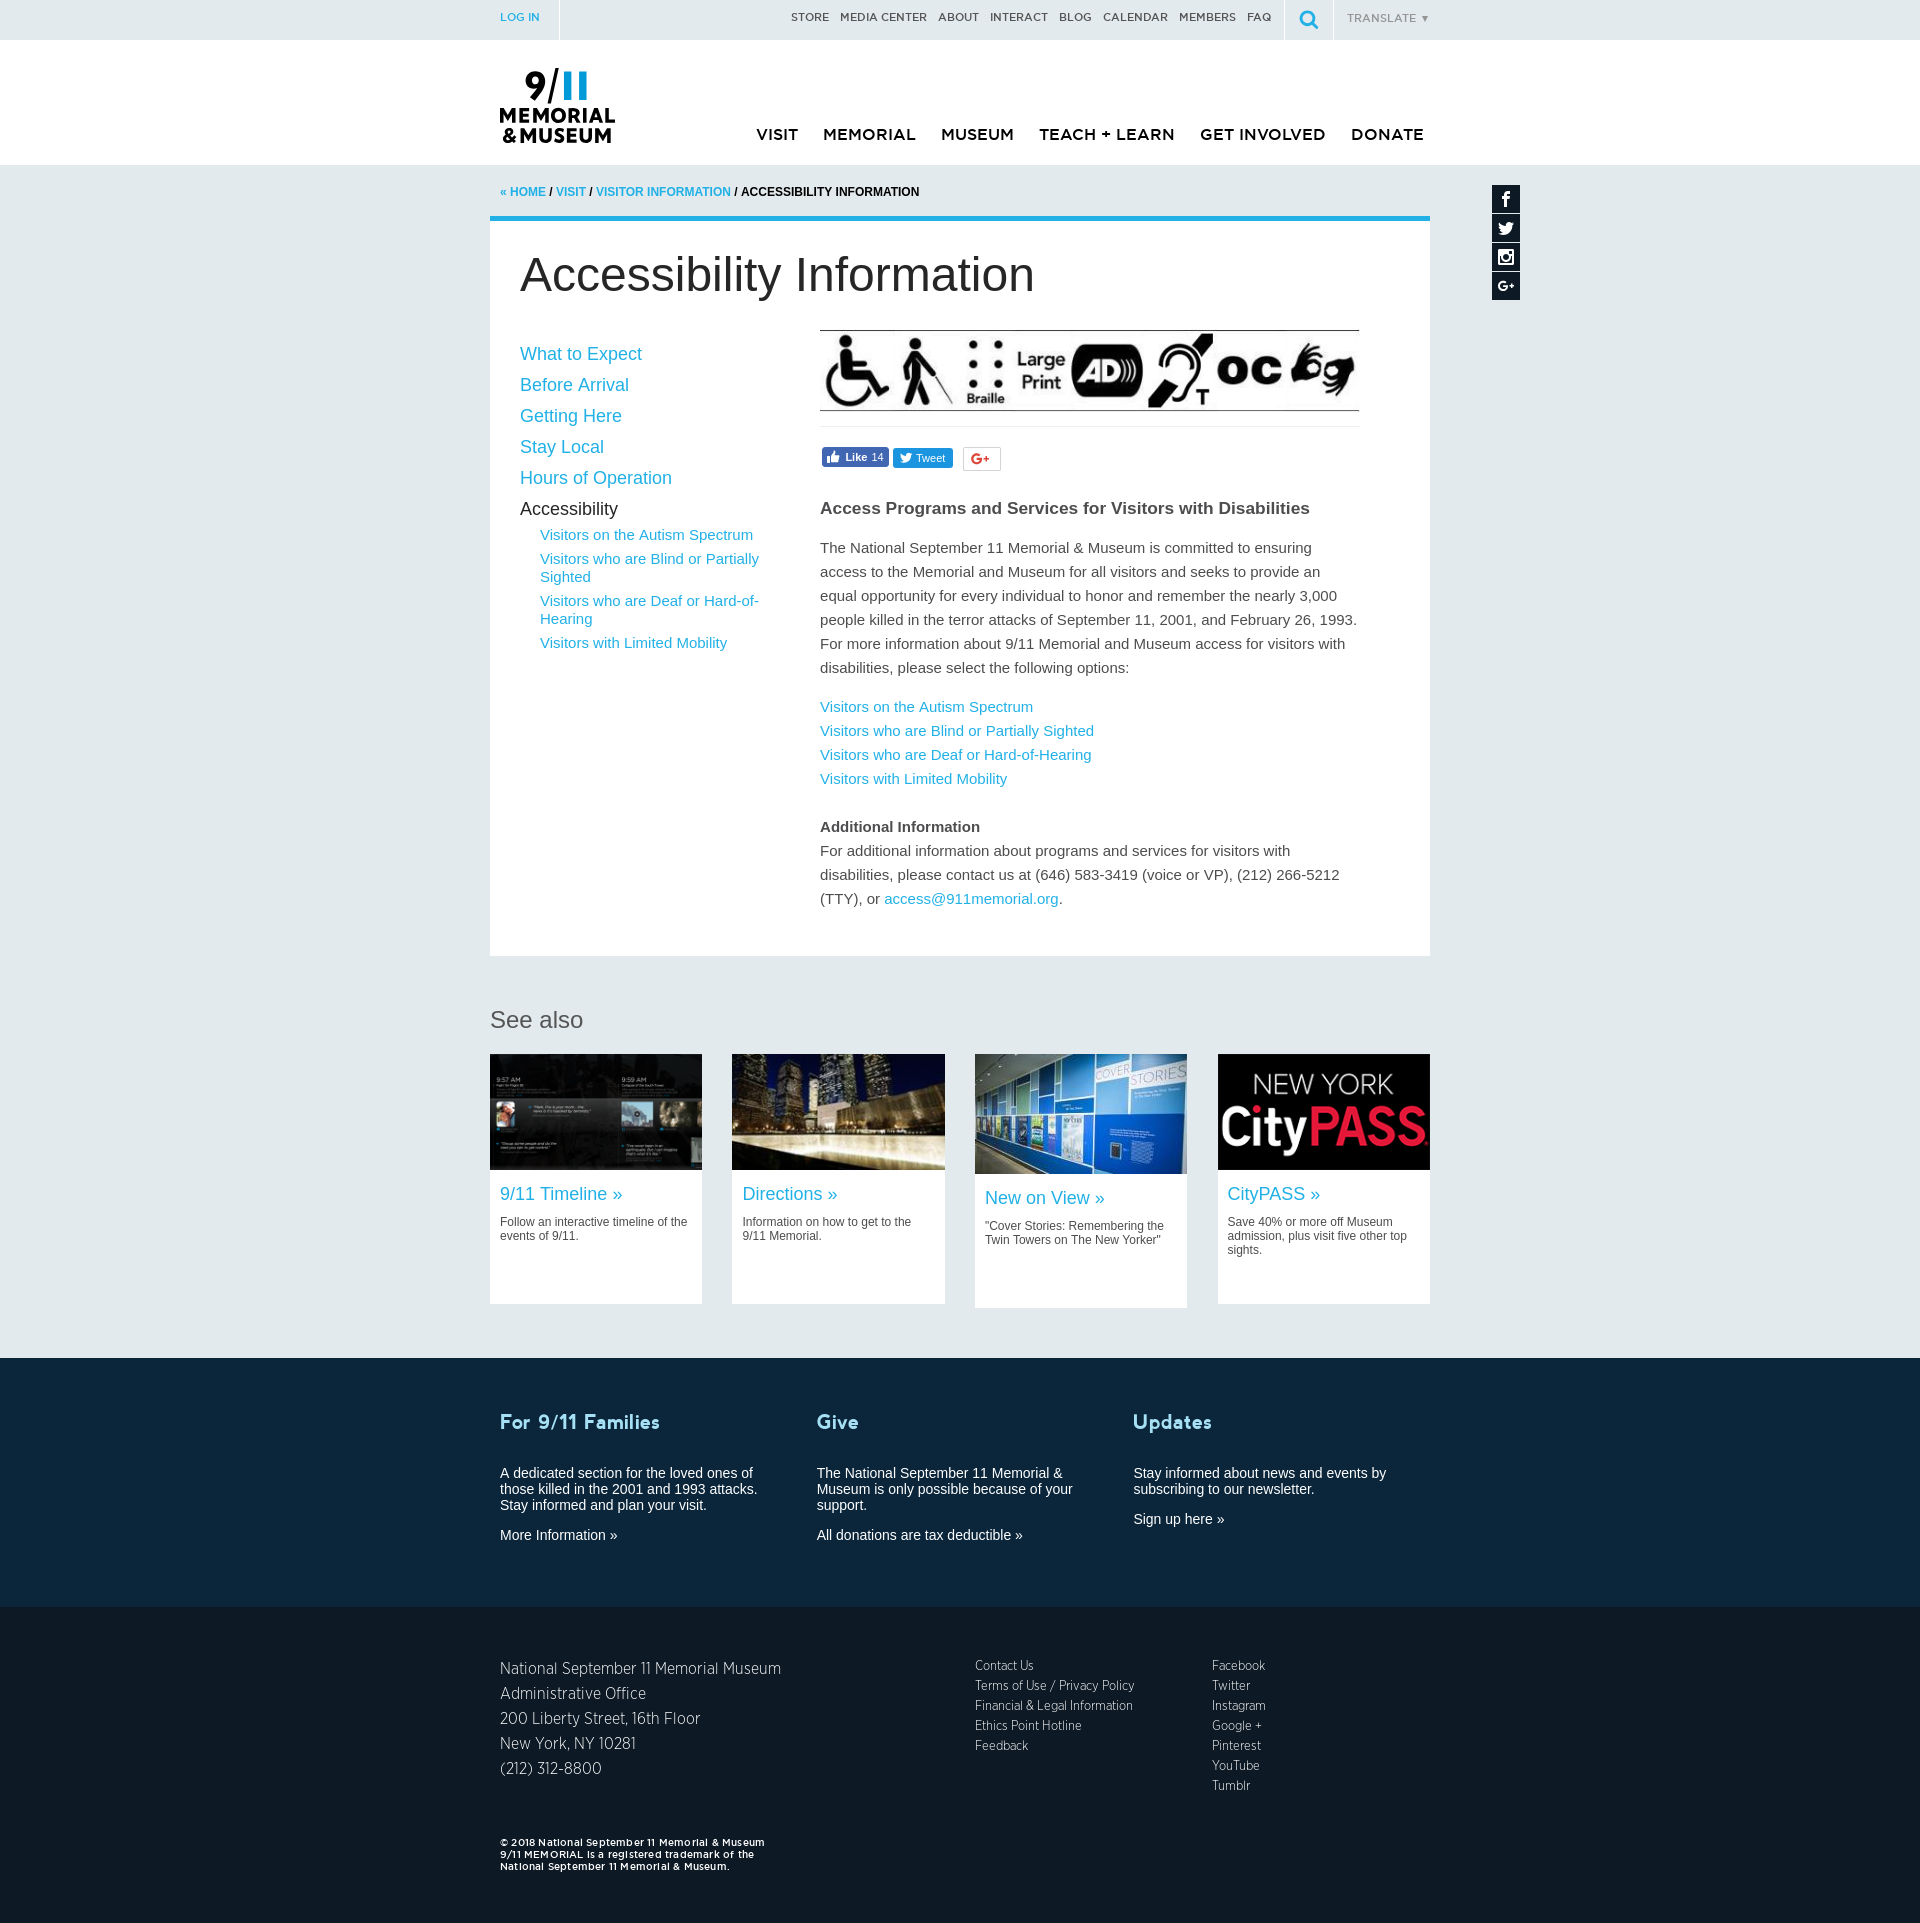 LOG IN
STORE MEDIA CENTER ABOUT INTERACT BLOG CALENDAR MEMBERS FAQ
TRANSLATE ▼
9/11
MEMORIAL
& MUSEUM
VISIT MEMORIAL MUSEUM TEACH + LEARN GET INVOLVED DONATE
« HOME / VISIT / VISITOR INFORMATION / ACCESSIBILITY INFORMATION
Accessibility Information
What to Expect
Before Arrival
Getting Here
Stay Local
Hours of Operation
Accessibility
Visitors on the Autism Spectrum
Visitors who are Blind or Partially
Sighted
Visitors who are Deaf or Hard-of-
Hearing
Visitors with Limited Mobility
Braille
Large
Print
AD
T
OC
Like 14
Tweet
G+
Access Programs and Services for Visitors with Disabilities
The National September 11 Memorial & Museum is committed to ensuring
access to the Memorial and Museum for all visitors and seeks to provide an
equal opportunity for every individual to honor and remember the nearly 3,000
people killed in the terror attacks of September 11, 2001, and February 26, 1993.
For more information about 9/11 Memorial and Museum access for visitors with
disabilities, please select the following options:
Visitors on the Autism Spectrum
Visitors who are Blind or Partially Sighted
Visitors who are Deaf or Hard-of-Hearing
Visitors with Limited Mobility
Additional Information
For additional information about programs and services for visitors with
disabilities, please contact us at (646) 583-3419 (voice or VP), (212) 266-5212
(TTY), or access@911memorial.org.
See also
9:57 AM
9:59 AM
9/11 Timeline »
Follow an interactive timeline of the
events of 9/11.
Directions »
Information on how to get to the
9/11 Memorial.
COVER
STORIES
New on View »
"Cover Stories: Remembering the
Twin Towers on The New Yorker"
NEW YORK
CityPASS
CityPASS »
Save 40% or more off Museum
admission, plus visit five other top
sights.
For 9/11 Families
A dedicated section for the loved ones of
those killed in the 2001 and 1993 attacks.
Stay informed and plan your visit.
More Information »
Give
The National September 11 Memorial &
Museum is only possible because of your
support.
All donations are tax deductible »
Updates
Stay informed about news and events by
subscribing to our newsletter.
Sign up here »
National September 11 Memorial Museum
Administrative Office
200 Liberty Street, 16th Floor
New York, NY 10281
(212) 312-8800
Contact Us
Terms of Use / Privacy Policy
Financial & Legal Information
Ethics Point Hotline
Feedback
Facebook
Twitter
Instagram
Google +
Pinterest
YouTube
Tumblr
© 2018 National September 11 Memorial & Museum
9/11 MEMORIAL is a registered trademark of the
National September 11 Memorial & Museum.